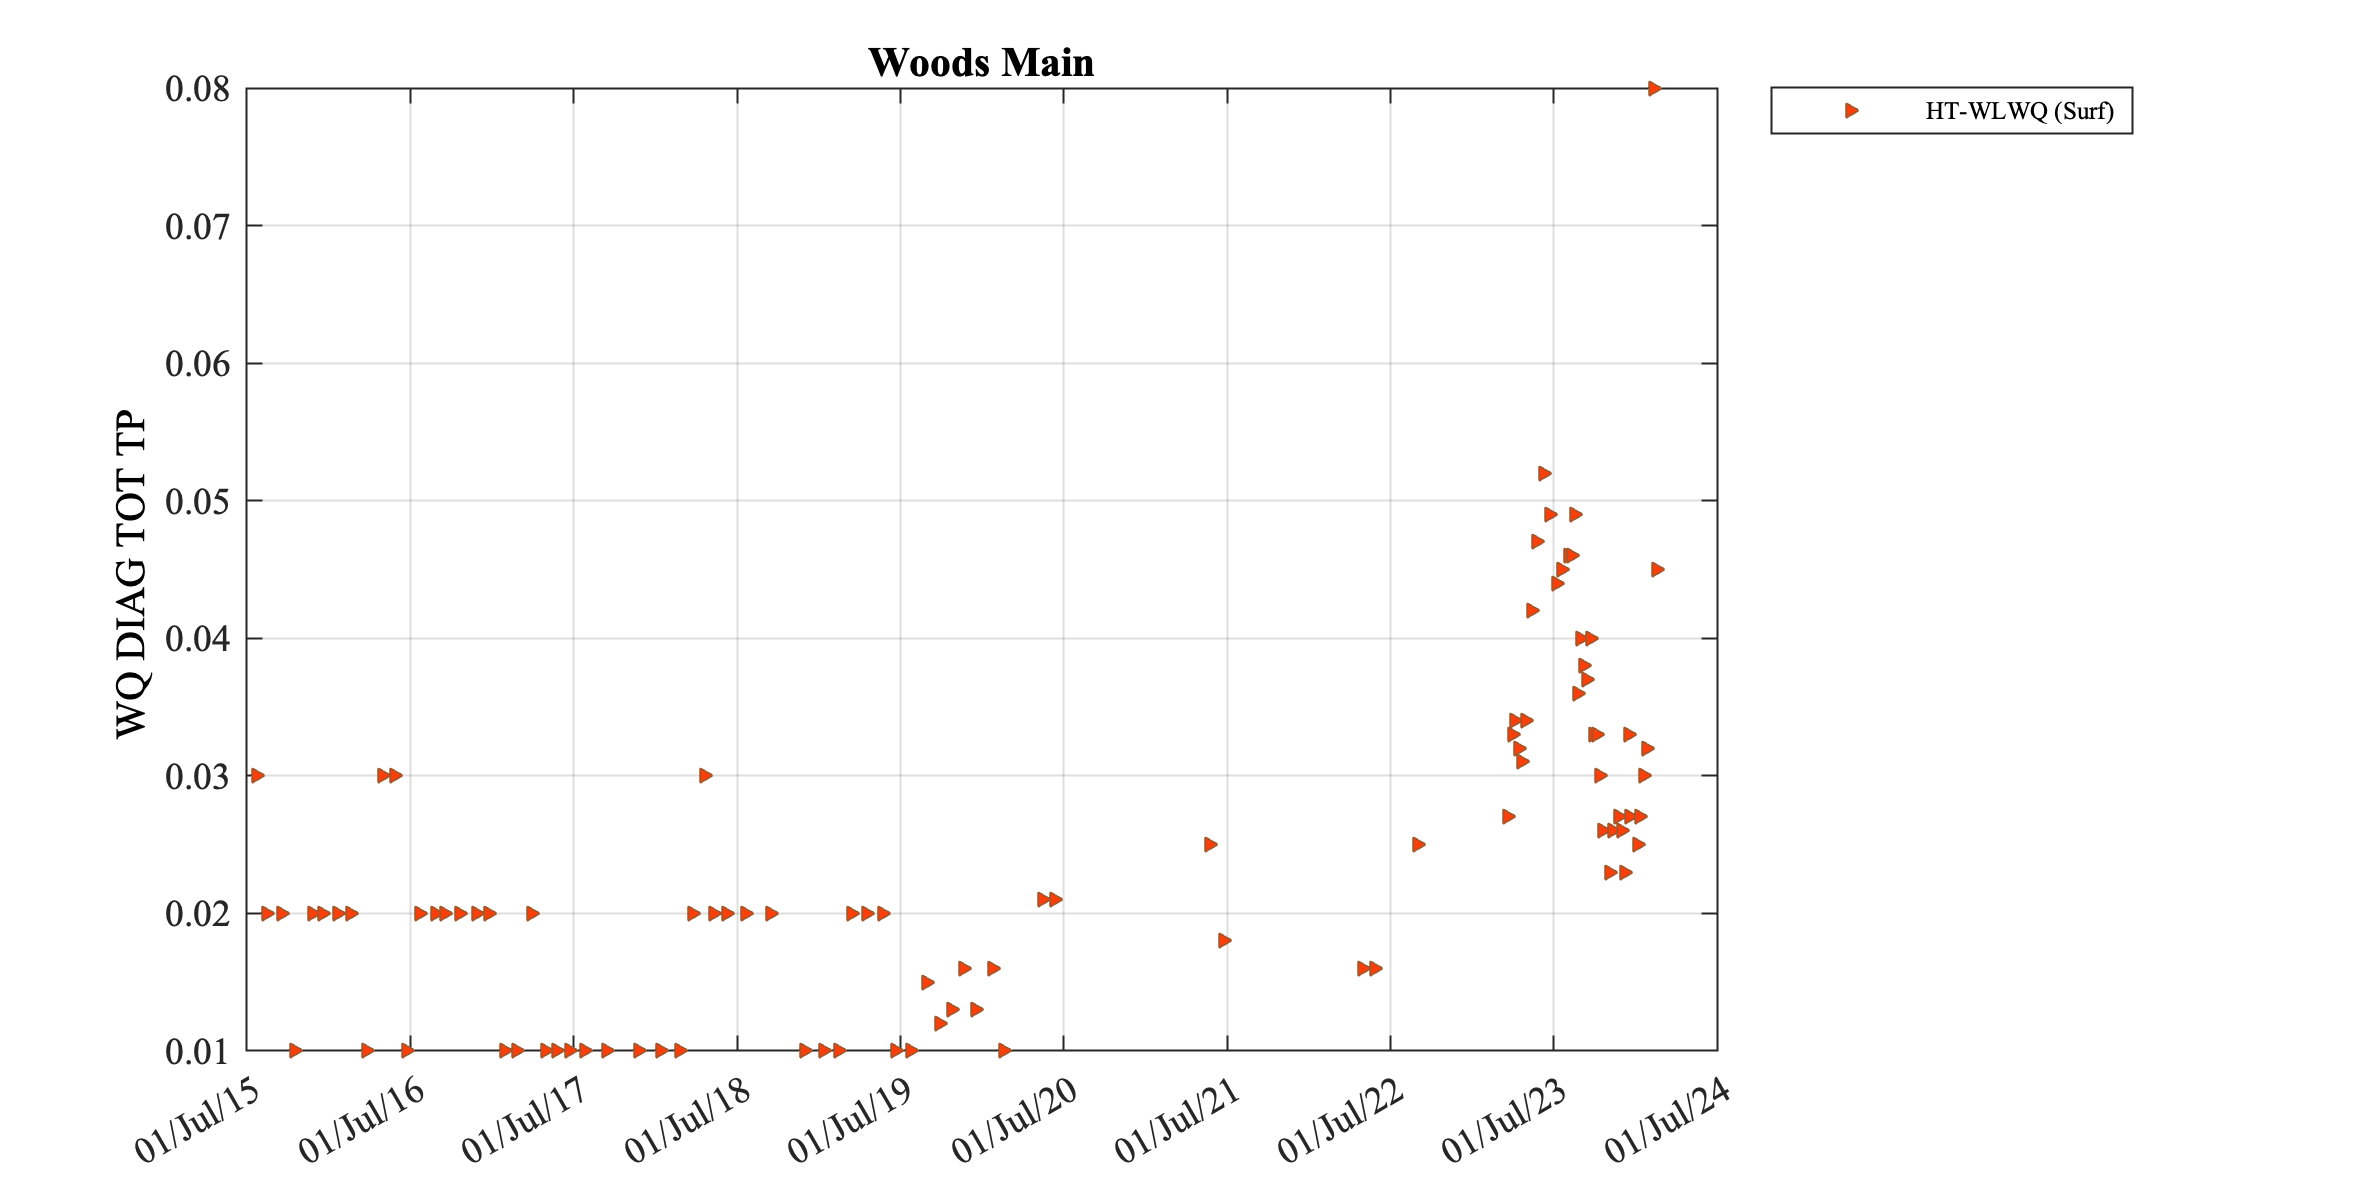 Woods Main
0.08
0.07
0.06
0.05
0.04
0.03
0.02
0.01
WQ DIAG TOT TP
01/Jul/15
01/Jul/16
01/Jul/17
01/Jul/18
01/Jul/19
01/Jul/20
01/Jul/21
01/Jul/22
01/Jul/23
01/Jul/24
HT-WLWQ (Surf)